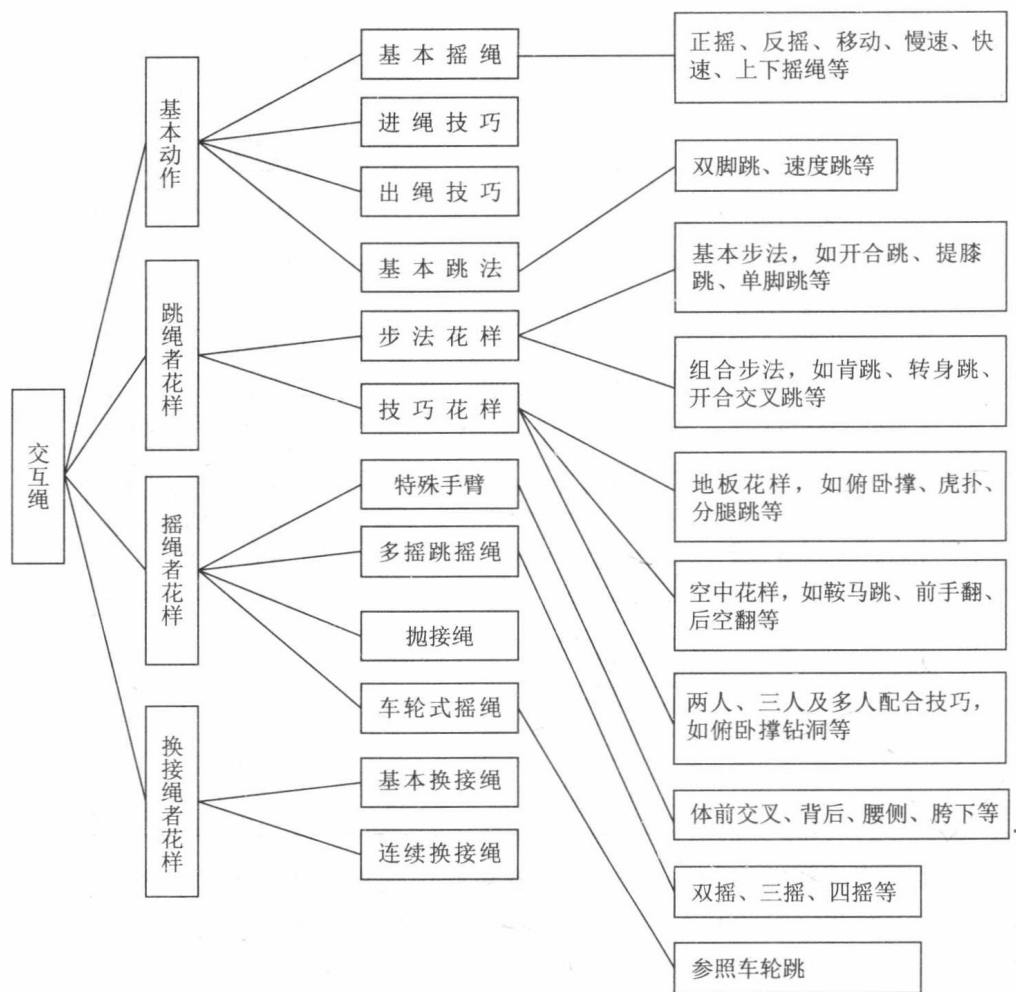 交互绳
基本动作
跳绳者花样
摇绳者花样
换接绳者花样
基本摇绳
进绳技巧
出绳技巧
基本跳法
步法花样
技巧花样
特殊手臂
多摇跳摇绳
抛接绳
车轮式摇绳
基本换接绳
连续换接绳
正摇、反摇、移动、慢速、快
速、上下摇绳等
双脚跳、速度跳等
基本步法，如开合跳、提膝
跳、单脚跳等
组合步法，如肯跳、转身跳、
开合交叉跳等
地板花样，如俯卧撑、虎扑、
分腿跳等
空中花样，如鞍马跳、前手翻、
后空翻等
两人、三人及多人配合技巧，
如俯卧撑钻洞等
体前交叉、背后、腰侧、胯下等
双摇、三摇、四摇等
参照车轮跳